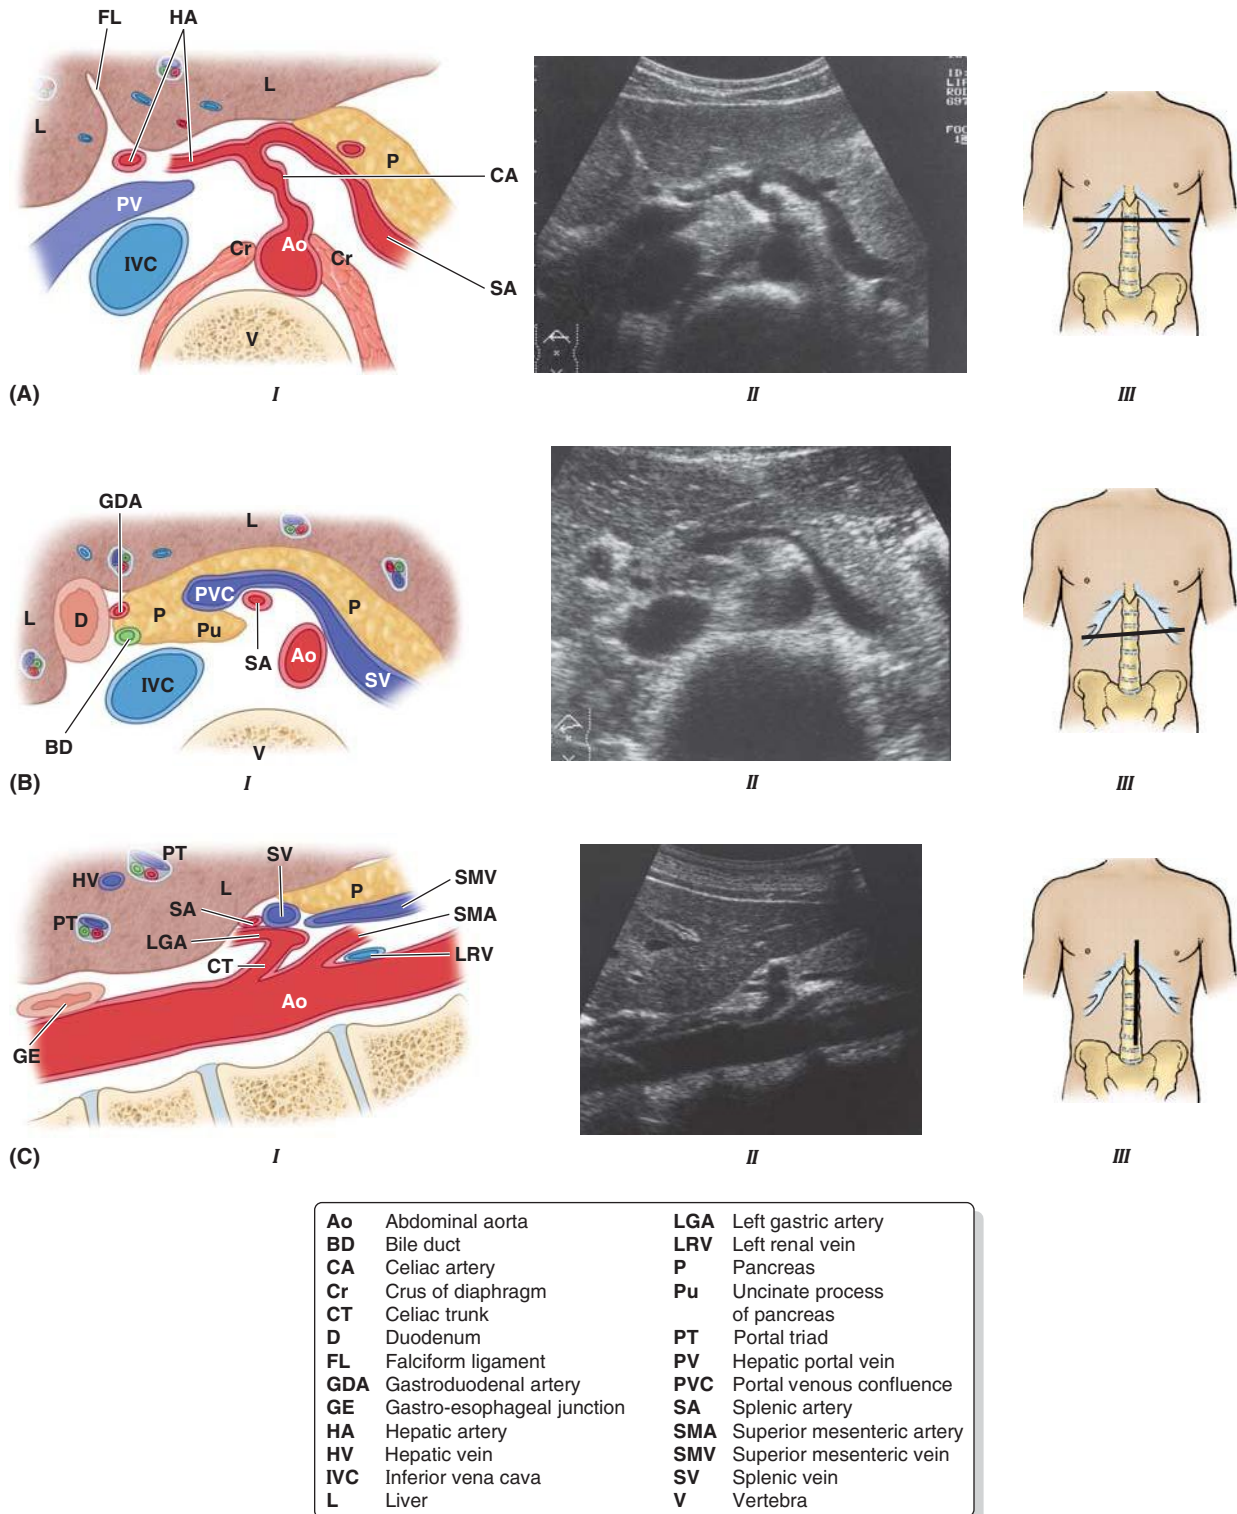 FL HA
L
L
P
CA
PV
Ao
Cr Cr
IVC
SA
V
ID:
LIF
ROD
697
FOC
(A) I II III
GDA
L
PVC
L D P P
Pu
SA Ao
IVC SV
BD V
(B) I II III
PT SV
HV L P SMV
SA SMA
PT LGA
CT LRV
Ao
GE
(C) I II III
Ao Abdominal aorta
BD Bile duct
CA Celiac artery
Cr Crus of diaphragm
CT Celiac trunk
D Duodenum
FL Falciform ligament
GDA Gastroduodenal artery
GE Gastro-esophageal junction
HA Hepatic artery
HV Hepatic vein
IVC Inferior vena cava
L Liver
LGA Left gastric artery
LRV Left renal vein
P Pancreas
Pu Uncinate process
of pancreas
PT Portal triad
PV Hepatic portal vein
PVC Portal venous confluence
SA Splenic artery
SMA Superior mesenteric artery
SMV Superior mesenteric vein
SV Splenic vein
V Vertebra